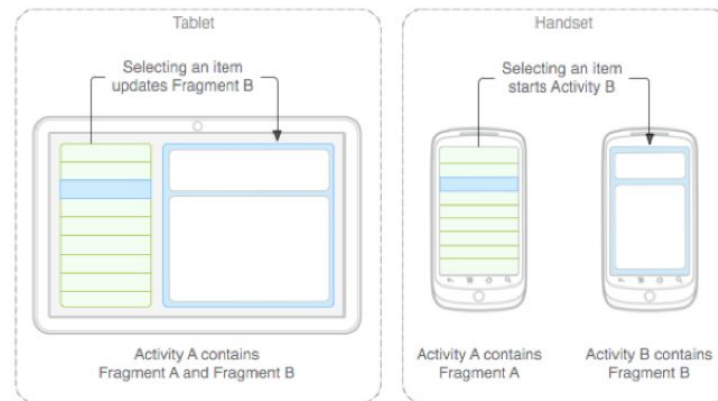 Tablet
Selecting an item
updates Fragment B
Activity A contains
Fragment A and Fragment B
Handset
Selecting an item
starts Activity B
Activity A contains
Fragment A
Activity B contains
Fragment B